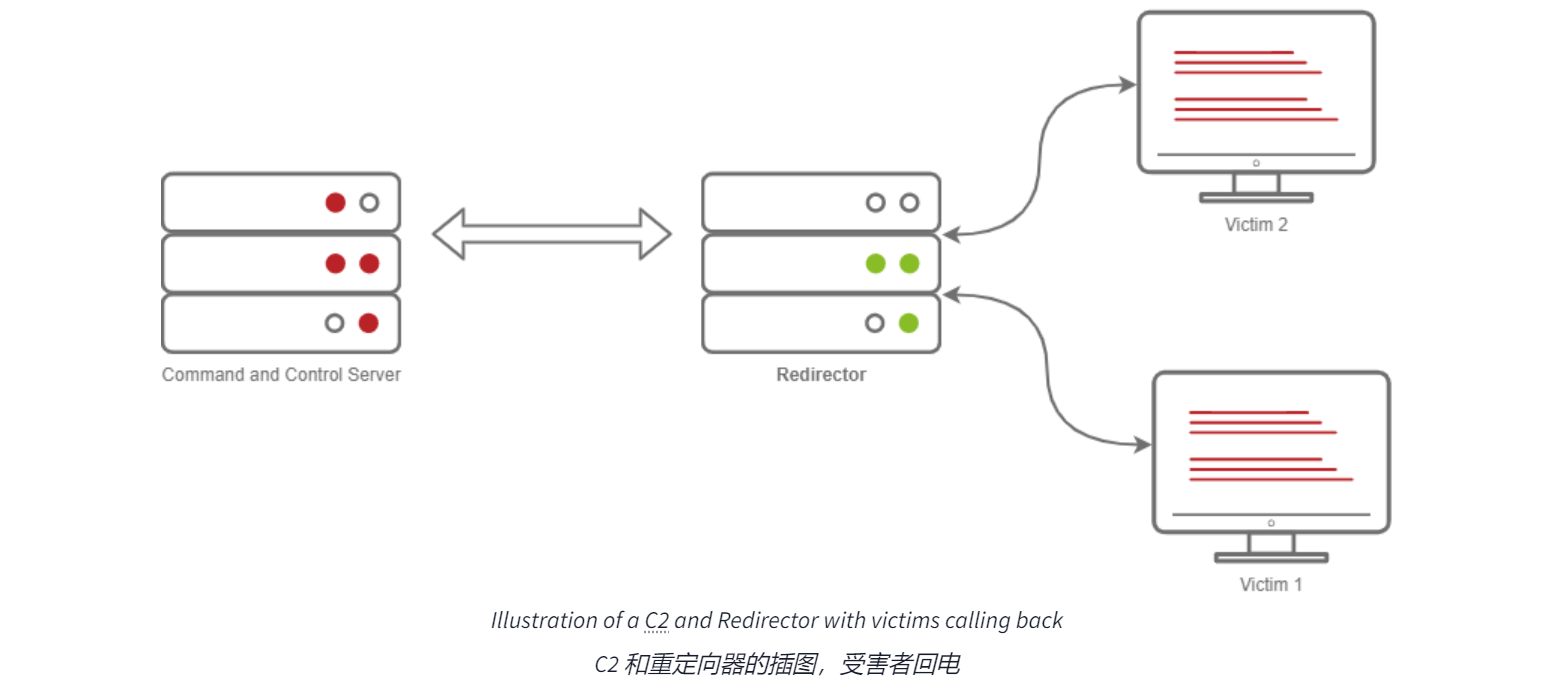 Victim 2
Command and Control Server
Redirector
Victim 1
Illustration of a C2 and Redirector with victims calling back
C2 和重定向器的插图，受害者回电